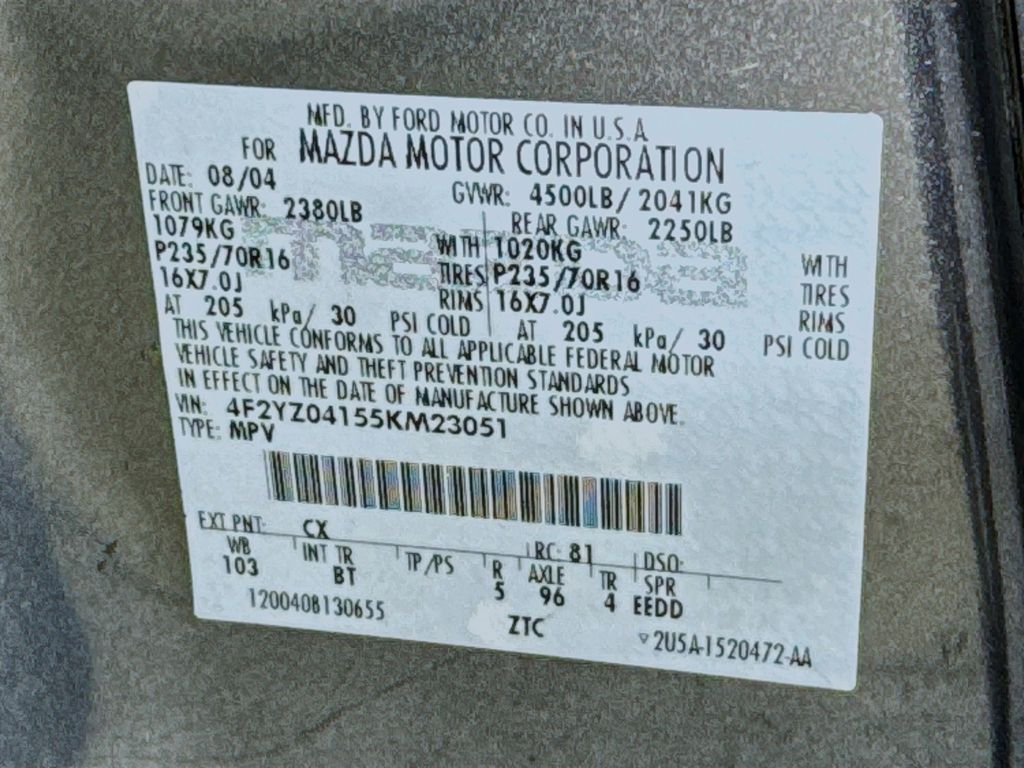 MFD. BY FORD MOTOR CO. IN U.S.A
FOR MAZDA MOTOR CORPORATION
DATE: 08/04 GVWR: 4500LB/ 2041KG
FRONT GAWR: 2380LB REAR GAWR: 2250LB
1079KG WITH 1020KG WITH
P235/70R16 TIRES P235/70R16 TIRES
16X7.0J RIMS 16X7.0J RIMS
AT 205 kPa/ 30 PSI COLD AT 205 kPa/ 30 PSI COLD
THIS VEHICLE CONFORMS TO ALL APPLICABLE FEDERAL MOTOR
VEHICLE SAFETY AND THEFT PREVENTION STANDARDS
IN EFFECT ON THE DATE OF MANUFACTURE SHOWN ABOVE.
VIN: 4F2YZ04155KM23051
TYPE: MPV
EXT PNT: CX RC: 81 DSO:
WB INT TR TP/PS R AXLE TR SPR
103 BT 5 96 4 EEDD
1200408130655 ZTC 2U5A-1520472-AA
mazda